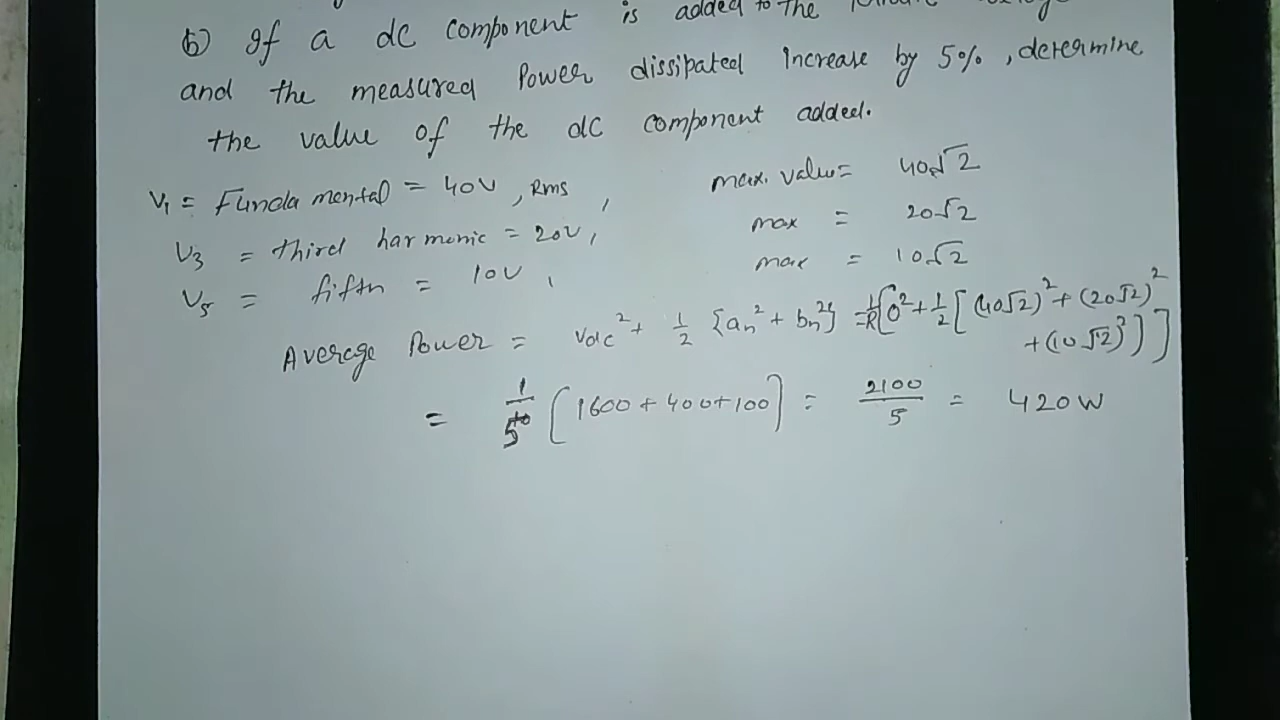 (b) If a dc component is added to the
and the measured Power dissipated Increase by 5%, determine
the value of the dc component added.
V₁ = Fundamental = 40V, Rms, max. value = 40√2
V₃ = third harmonic = 20V, max = 20√2
V₅ = fifth = 10V, max = 10√2
Average Power = Vdc² + 1/2 {an² + bn²} = 1/R [0² + 1/2 [(40√2)² + (20√2)²
+ (10√2)²)]]
= 1/5 [1600 + 400 + 100] = 2100/5 = 420W